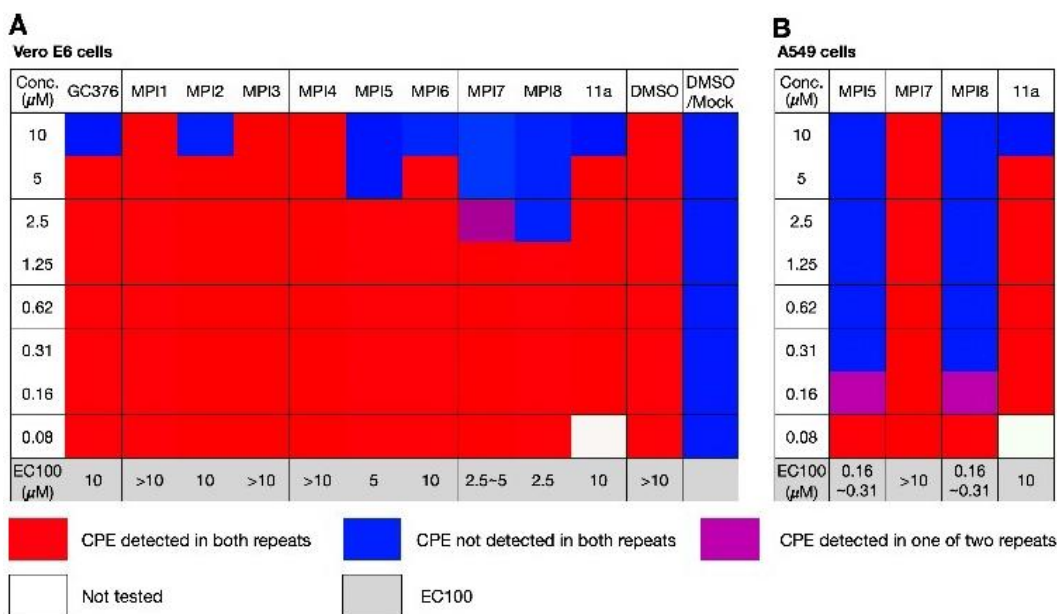 A
Vero E6 cells
Conc. (µM) GC376 MPI1 MPI2 MPI3 MPI4 MPI5 MPI6 MPI7 MPI8 11a DMSO DMSO /Mock
10
5
2.5
1.25
0.62
0.31
0.16
0.08
EC100 (µM) 10 >10 10 >10 >10 5 10 2.5~5 2.5 10 >10
B
A549 cells
Conc. (µM) MPI5 MPI7 MPI8 11a
10
5
2.5
1.25
0.62
0.31
0.16
0.08
EC100 (µM) 0.16 ~0.31 >10 0.16 ~0.31 10
CPE detected in both repeats
CPE not detected in both repeats
CPE detected in one of two repeats
Not tested
EC100